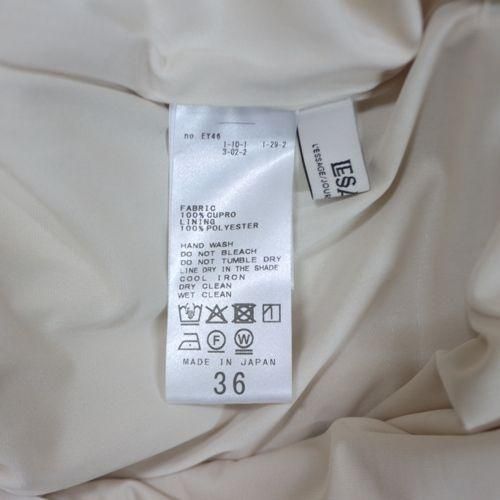 no. EY46
1-10-1 1-29-2
3-02-2
FABRIC
100% CUPRO
LINING
100% POLYESTER
HAND WASH
DO NOT BLEACH
DO NOT TUMBLE DRY
LINE DRY IN THE SHADE
COOL IRON
DRY CLEAN
WET CLEAN
F W
MADE IN JAPAN
36
L'ESSAGE/JOUR